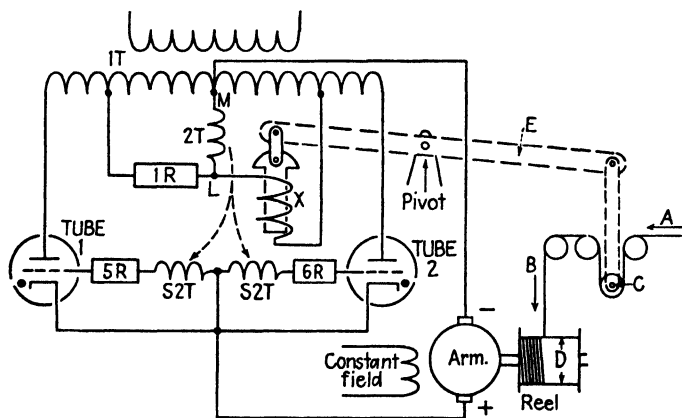 1T
M
2T
E
1R
L
X
Pivot
A
TUBE
1
TUBE
2
B
5R
S2T
S2T
6R
C
−
Constant
field
Arm.
D
+
Reel